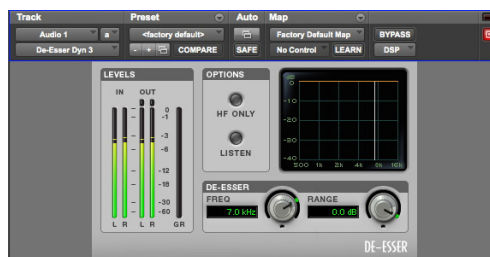 Track Preset Auto Map
Audio 1 a <factory default> Factory Default Map BYPASS
De-Esser Dyn 3 - + COMPARE SAFE No Control LEARN DSP
LEVELS
IN OUT
0
-1
-3
-6
-12
-18
-30
-60
L R L R GR
OPTIONS
HF ONLY
LISTEN
dB
0
-10
-20
-30
-40
500 1k 2k 4k 8k 16k
DE-ESSER
FREQ RANGE
7.0 kHz 0.0 dB
DE-ESSER